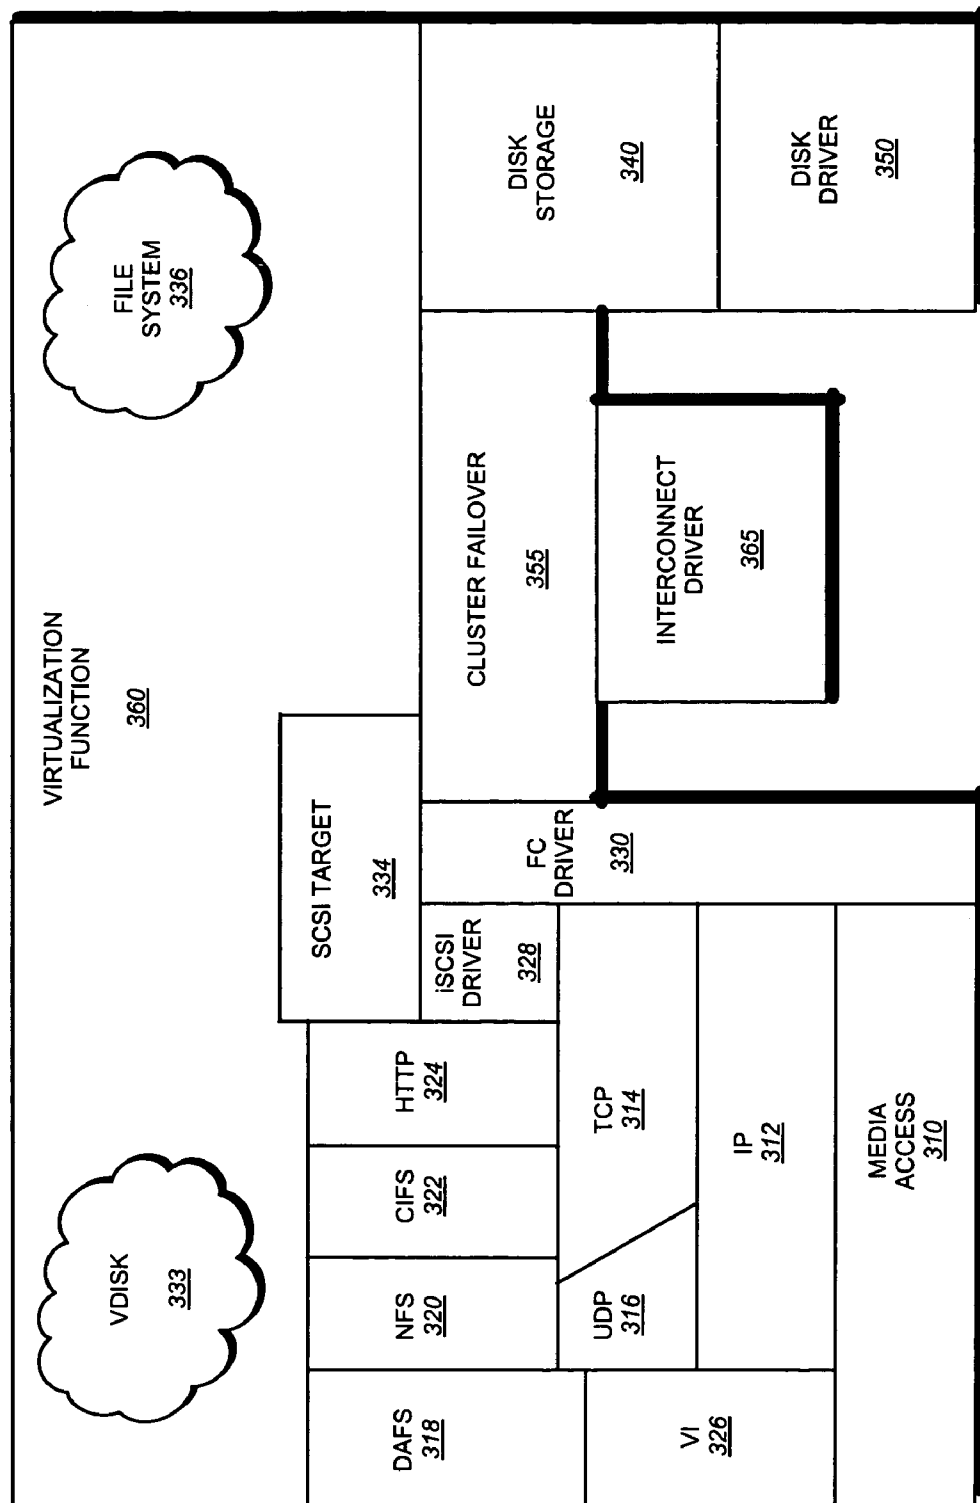 VIRTUALIZATION
FUNCTION
360
VDISK
333
FILE
SYSTEM
336
SCSI TARGET
334
DAFS
318
NFS
320
CIFS
322
HTTP
324
iSCSI
DRIVER
328
FC
DRIVER
330
CLUSTER FAILOVER
355
DISK
STORAGE
340
VI
326
UDP
316
TCP
314
IP
312
INTERCONNECT
DRIVER
365
DISK
DRIVER
350
MEDIA
ACCESS
310